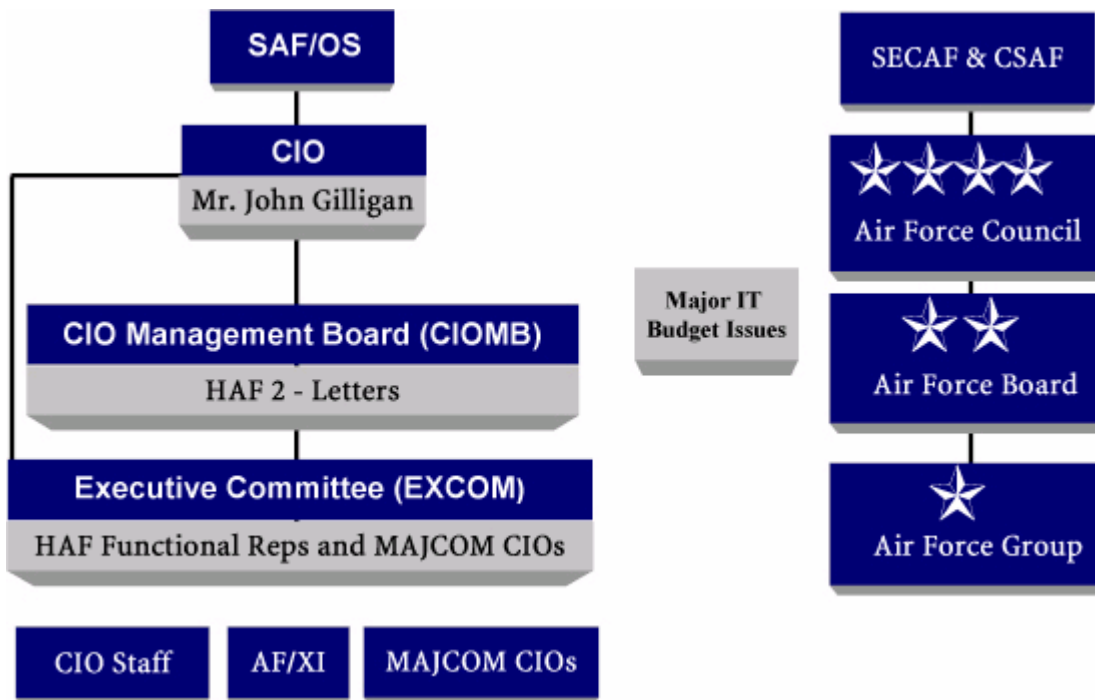 SAF/OS
CIO
Mr. John Gilligan
CIO Management Board (CIOMB)
HAF 2 - Letters
Executive Committee (EXCOM)
HAF Functional Reps and MAJCOM CIOs
CIO Staff
AF/XI
MAJCOM CIOs
Major IT
Budget Issues
SECAF & CSAF
Air Force Council
Air Force Board
Air Force Group